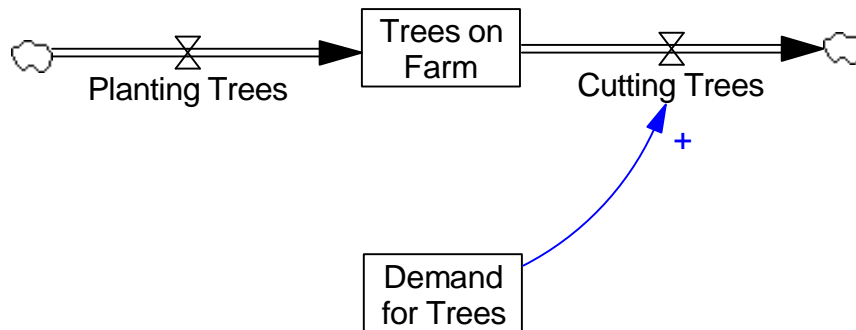 Trees on
Farm
Planting Trees
Cutting Trees
+
Demand
for Trees